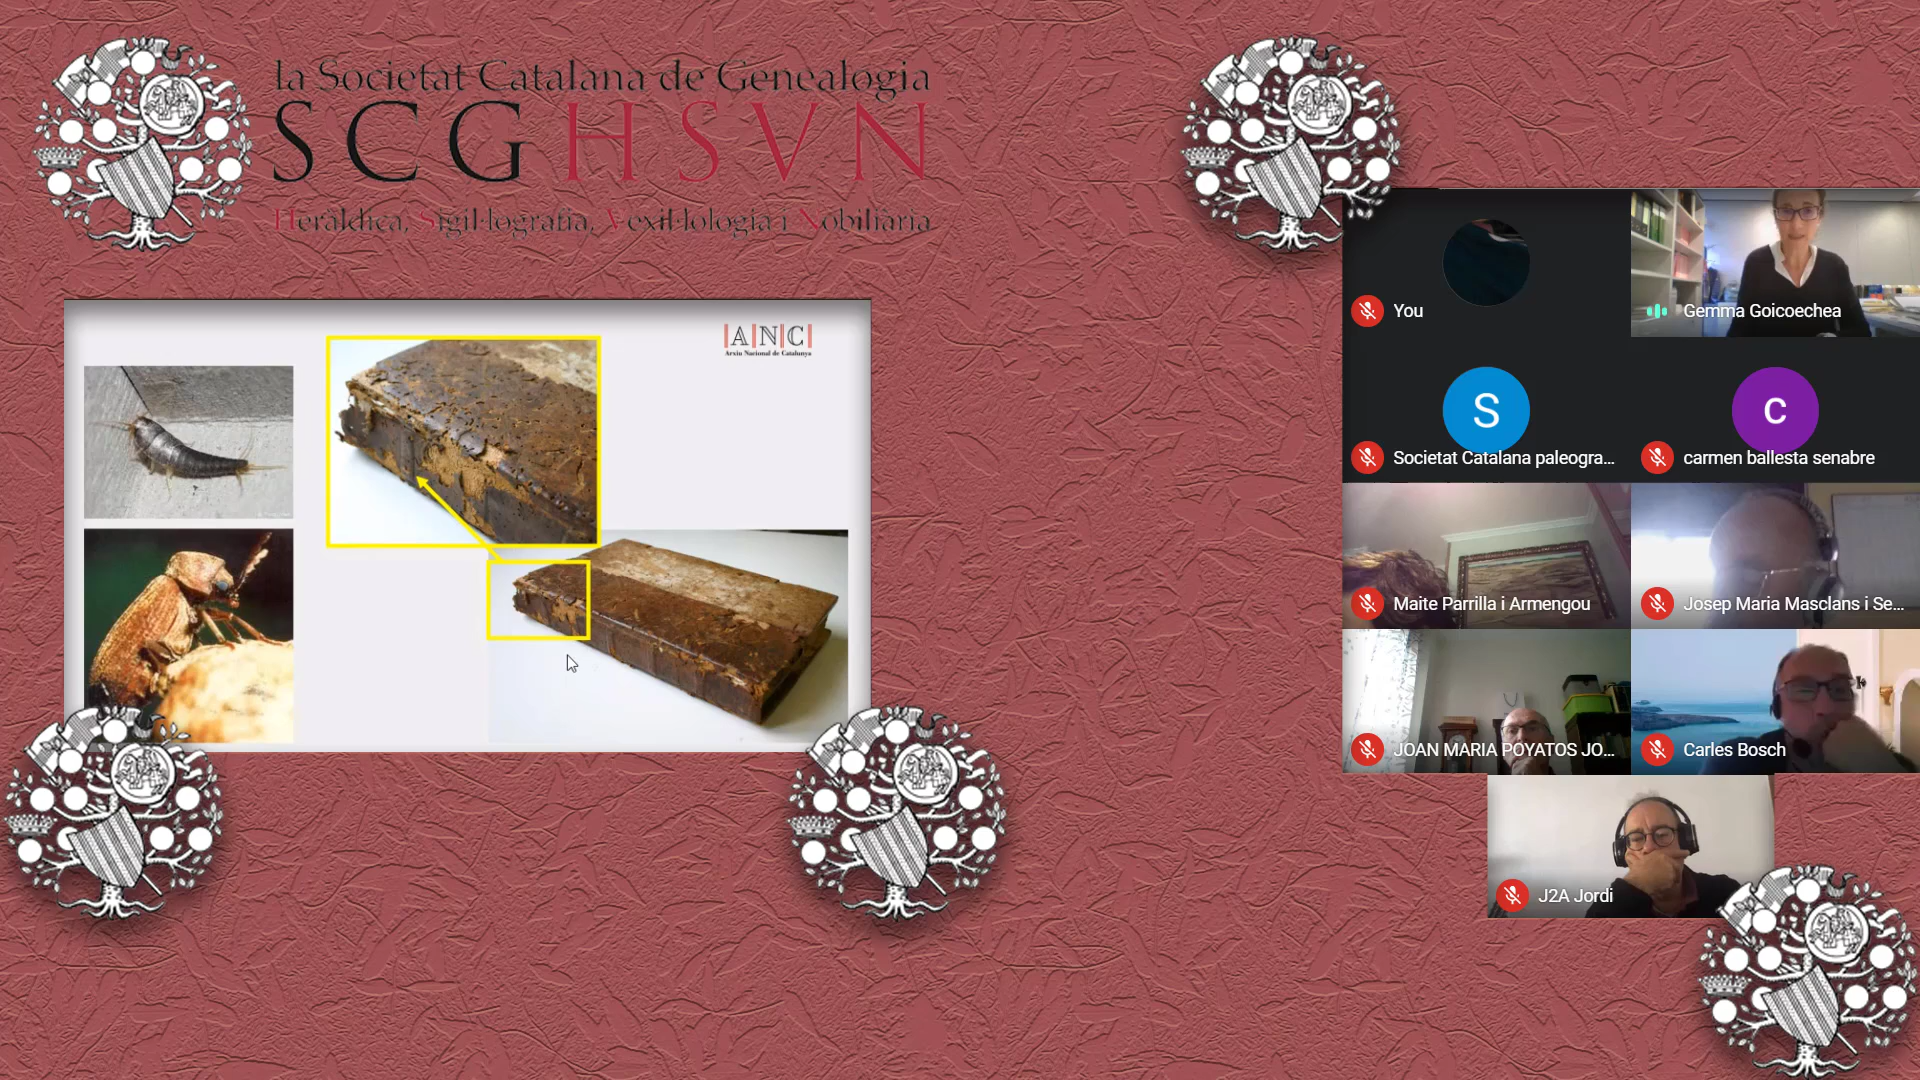 la Societat Catalana de Genealogia
SCGHSVN
Heràldica, Sigil·lografia, Vexil·lologia i Nobiliària
|A|N|C|
Arxiu Nacional de Catalunya
You
Gemma Goicoechea
S
Societat Catalana paleogra...
c
carmen ballesta senabre
Maite Parrilla i Armengou
Josep Maria Masclans i Se...
JOAN MARIA POYATOS JO...
Carles Bosch
J2A Jordi